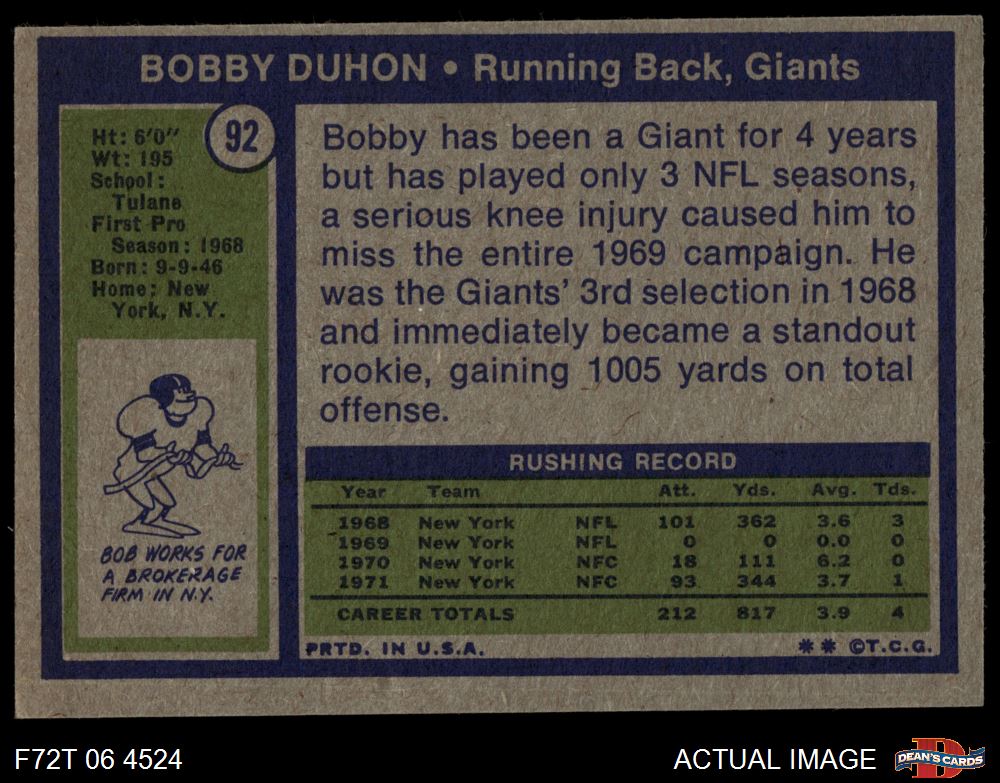 BOBBY DUHON • Running Back, Giants
92
Ht: 6'0"
Wt: 195
School:
Tulane
First Pro
Season: 1968
Born: 9-9-46
Home: New
York, N.Y.
BOB WORKS FOR
A BROKERAGE
FIRM IN N.Y.
Bobby has been a Giant for 4 years
but has played only 3 NFL seasons,
a serious knee injury caused him to
miss the entire 1969 campaign. He
was the Giants' 3rd selection in 1968
and immediately became a standout
rookie, gaining 1005 yards on total
offense.
RUSHING RECORD
Year Team Att. Yds. Avg. Tds.
1968 New York NFL 101 362 3.6 3
1969 New York NFL 0 0 0.0 0
1970 New York NFC 18 111 6.2 0
1971 New York NFC 93 344 3.7 1
CAREER TOTALS 212 817 3.9 4
PRTD. IN U.S.A. ** ©T.C.G.
F72T 06 4524 ACTUAL IMAGE DEAN'S CARDS